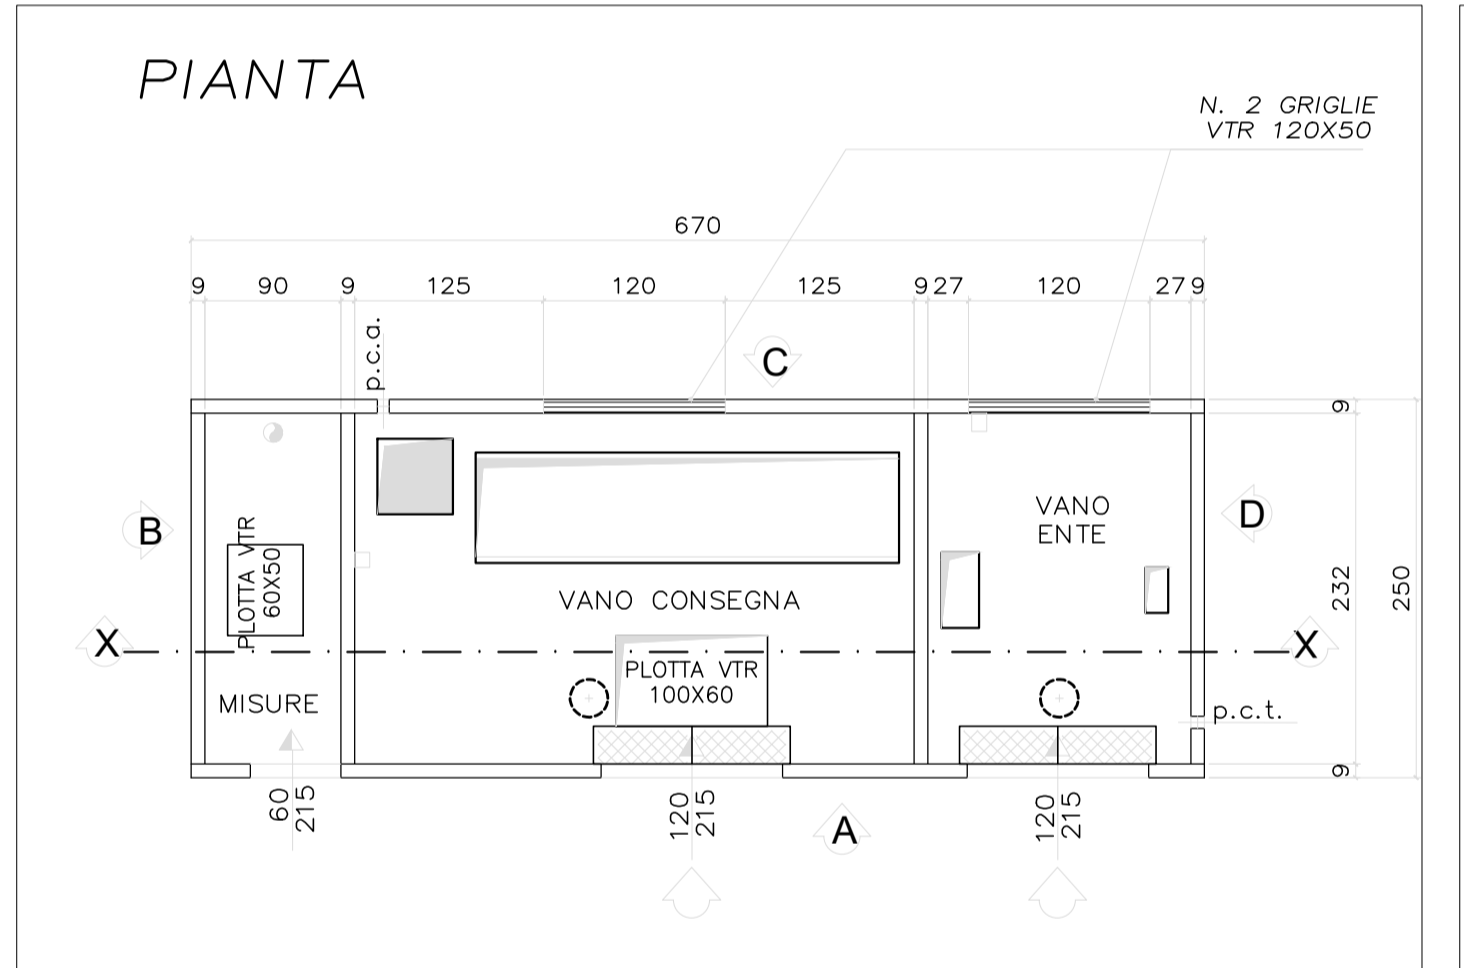 PIANTA
N. 2 GRIGLIE
VTR 120X50
670
9 90 9 125 120 125 9 27 120 27 9
p.c.a.
C
9
B
PLOTTA VTR
60X50
VANO
ENTE
D
232
250
VANO CONSEGNA
X
X
PLOTTA VTR
100X60
MISURE
p.c.t.
9
60
215
120
215
A
120
215